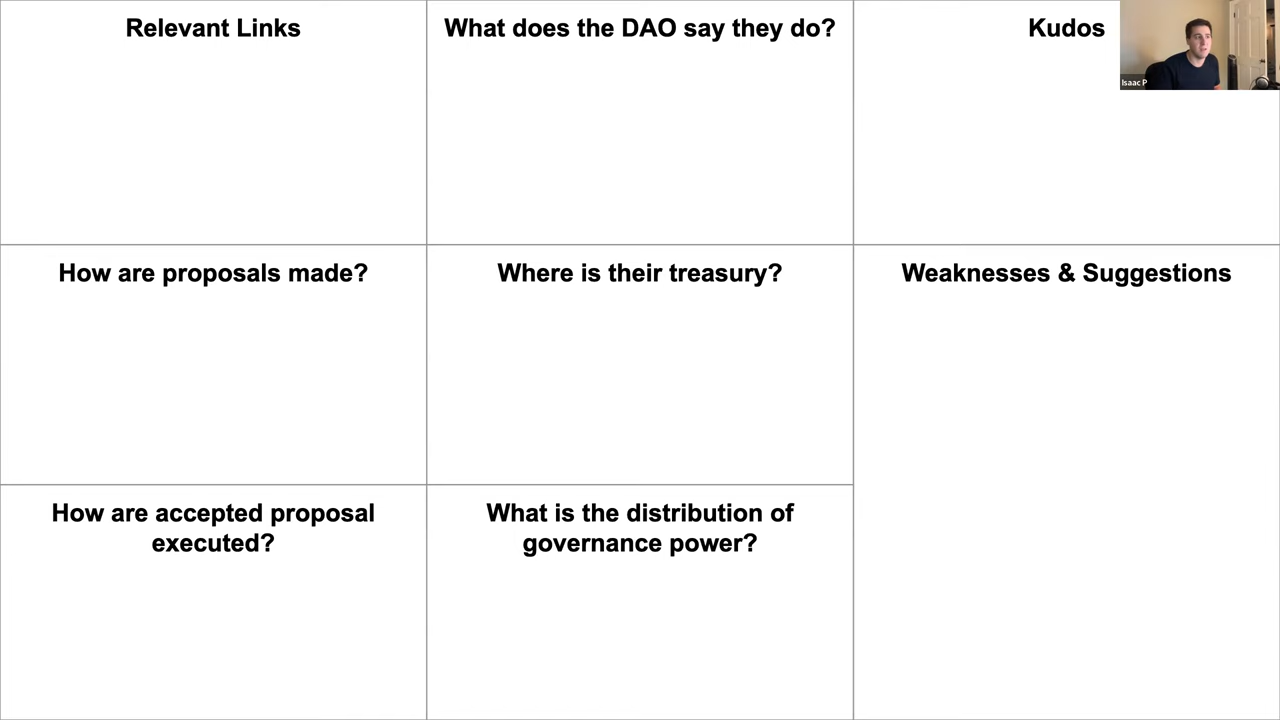 Relevant Links
What does the DAO say they do?
Kudos
Isaac P
How are proposals made?
Where is their treasury?
Weaknesses & Suggestions
How are accepted proposal
executed?
What is the distribution of
governance power?